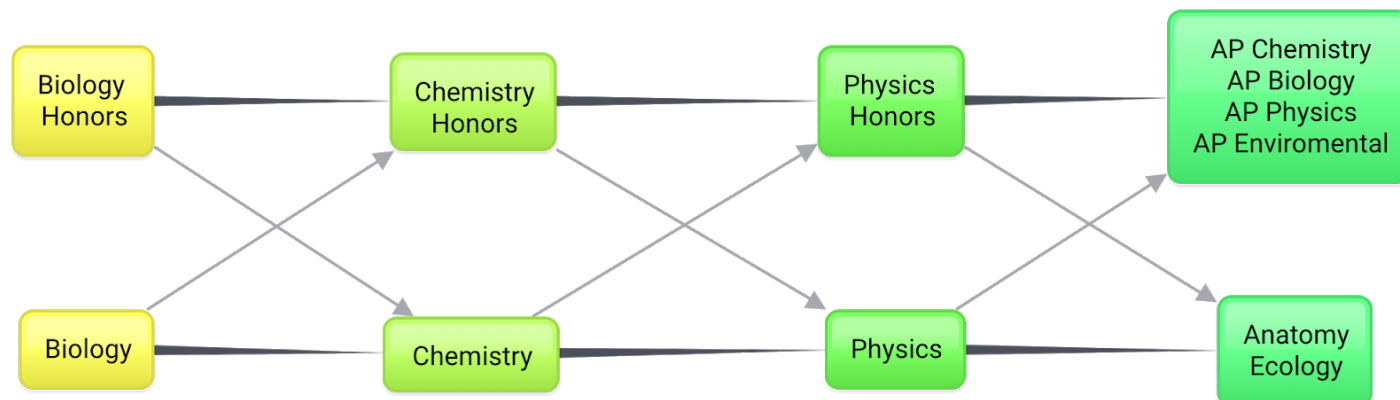 Biology
Honors
Chemistry
Honors
Physics
Honors
AP Chemistry
AP Biology
AP Physics
AP Enviromental
Biology
Chemistry
Physics
Anatomy
Ecology